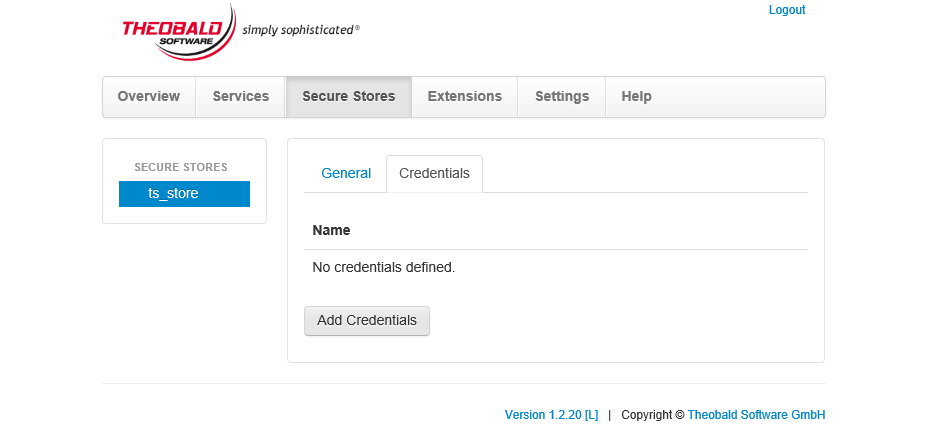 Logout
THEOBALD
SOFTWARE
simply sophisticated®
Overview Services Secure Stores Extensions Settings Help
SECURE STORES
ts_store
General Credentials
Name
No credentials defined.
Add Credentials
Version 1.2.20 [L] | Copyright © Theobald Software GmbH